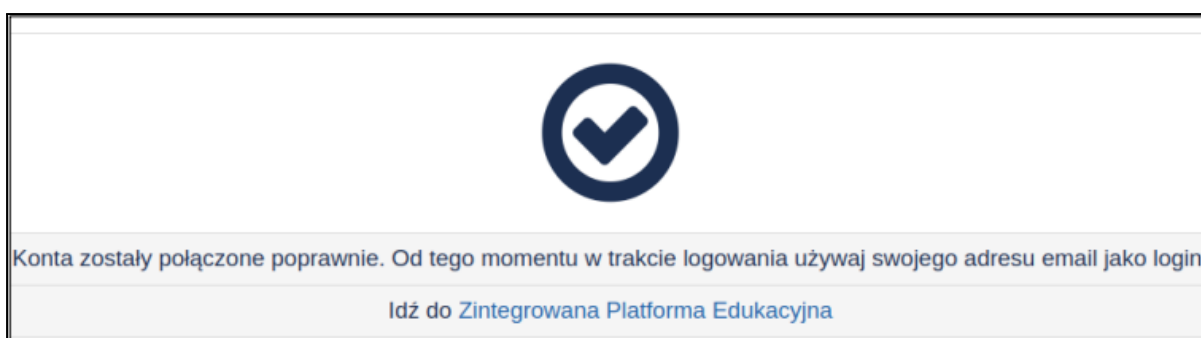 Konta zostały połączone poprawnie. Od tego momentu w trakcie logowania używaj swojego adresu email jako login
Idź do Zintegrowana Platforma Edukacyjna